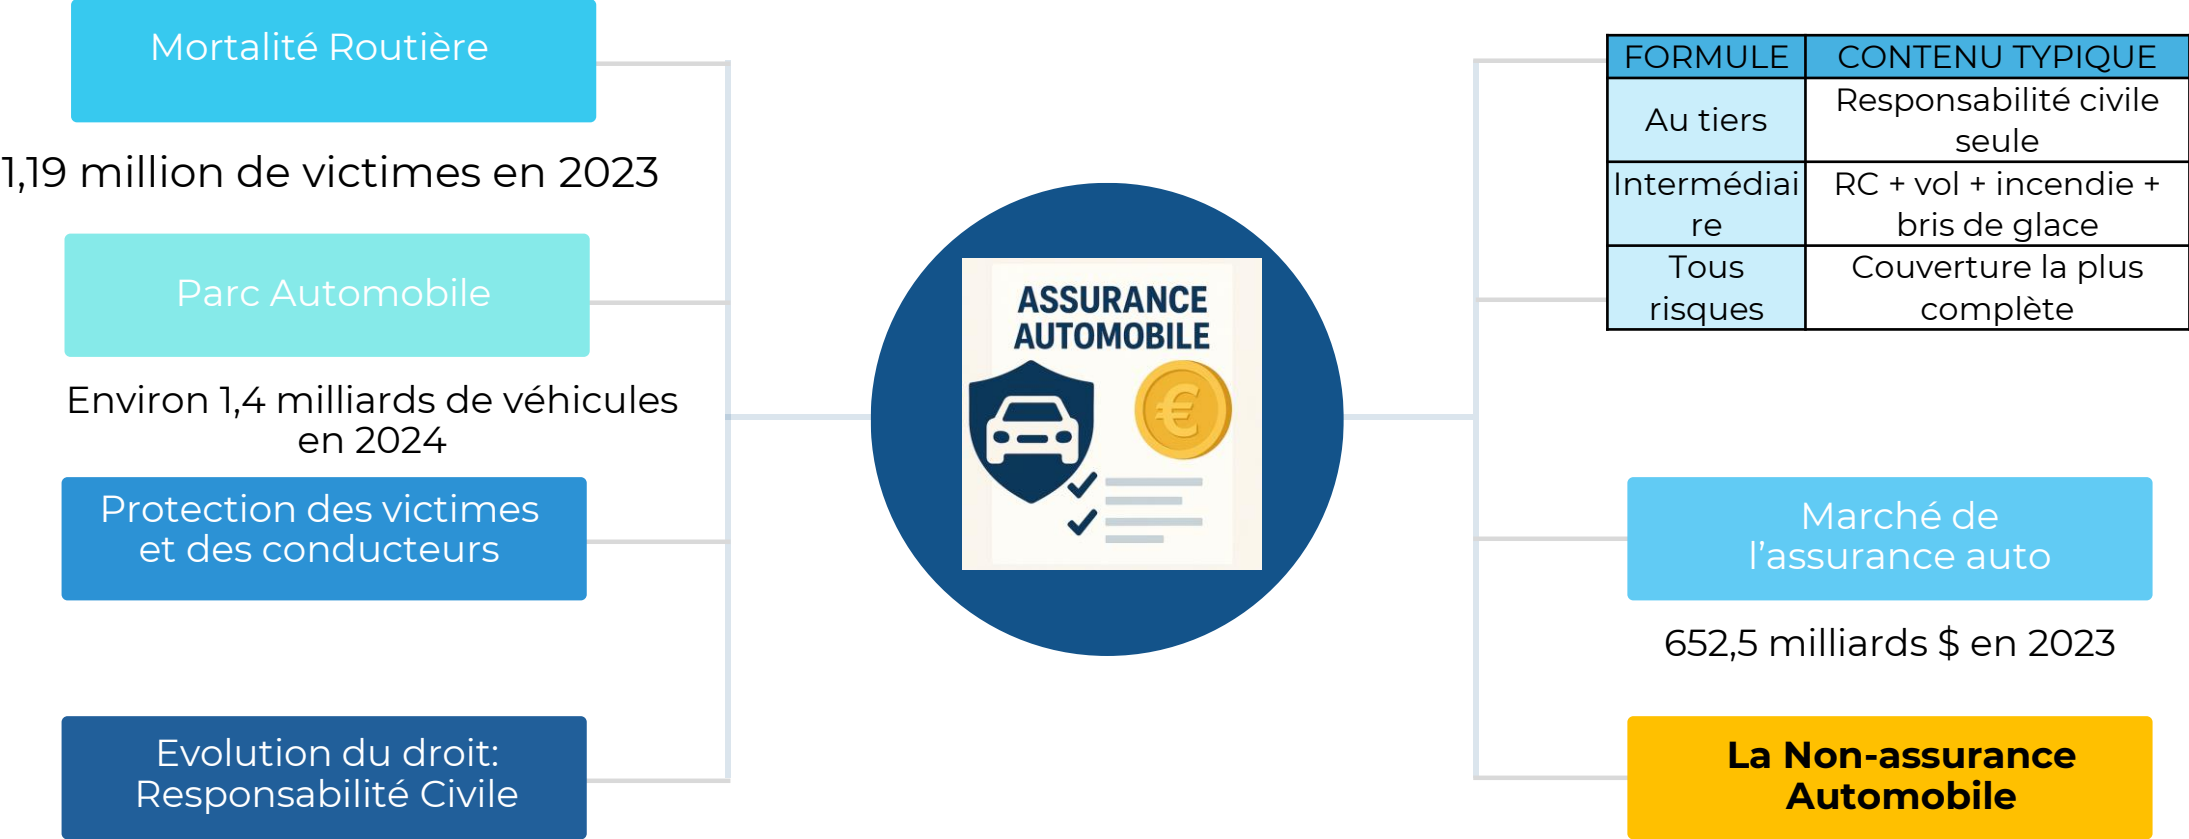 Mortalité Routière
1,19 million de victimes en 2023
Parc Automobile
Environ 1,4 milliards de véhicules
en 2024
Protection des victimes
et des conducteurs
Evolution du droit:
Responsabilité Civile
ASSURANCE
AUTOMOBILE
€
FORMULE CONTENU TYPIQUE
Au tiers
Responsabilité civile
seule
Intermédiai
re
RC + vol + incendie +
bris de glace
Tous
risques
Couverture la plus
complète
Marché de
l’assurance auto
652,5 milliards $ en 2023
La Non-assurance
Automobile